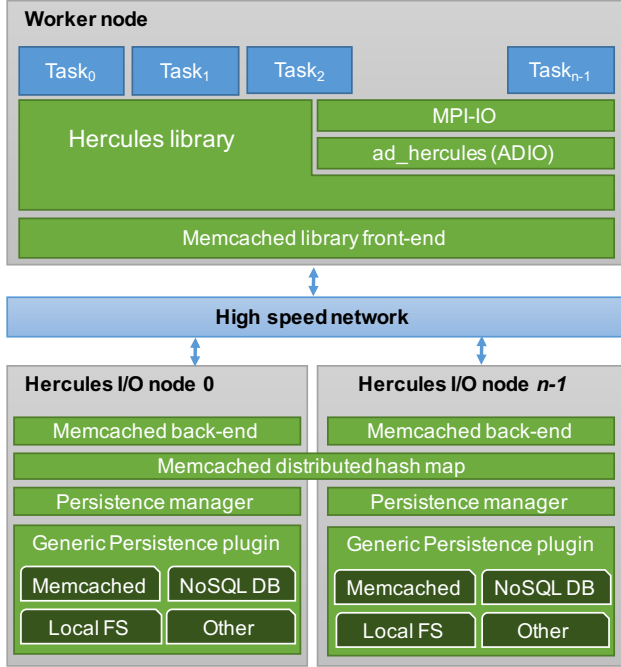 Worker node
Task0 Task1 Task2 Taskn-1
Hercules library
MPI-IO
ad_hercules (ADIO)
Memcached library front-end
High speed network
Hercules I/O node 0
Memcached back-end
Hercules I/O node n-1
Memcached back-end
Memcached distributed hash map
Persistence manager
Generic Persistence plugin
Memcached NoSQL DB
Local FS Other
Persistence manager
Generic Persistence plugin
Memcached NoSQL DB
Local FS Other